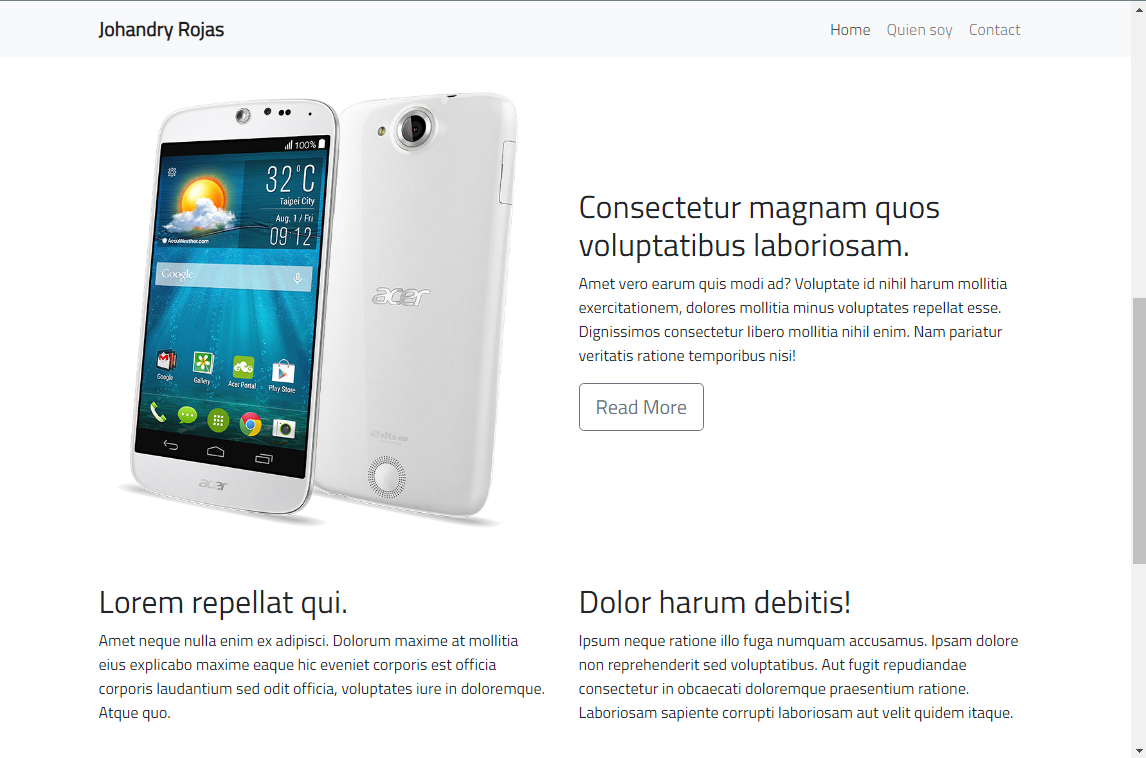 Johandry Rojas
Home Quien soy Contact
100%
32°C
Taipei City
Aug. 1 / Fri
09:12
AccuWeather.com
Google
acer
Google Gallery Acer Portal Play Store
acer
Consectetur magnam quos
voluptatibus laboriosam.
Amet vero earum quis modi ad? Voluptate id nihil harum mollitia
exercitationem, dolores mollitia minus voluptates repellat esse.
Dignissimos consectetur libero mollitia nihil enim. Nam pariatur
veritatis ratione temporibus nisi!
Read More
Lorem repellat qui.
Amet neque nulla enim ex adipisci. Dolorum maxime at mollitia
eius explicabo maxime eaque hic eveniet corporis est officia
corporis laudantium sed odit officia, voluptates iure in doloremque.
Atque quo.
Dolor harum debitis!
Ipsum neque ratione illo fuga numquam accusamus. Ipsam dolore
non reprehenderit sed voluptatibus. Aut fugit repudiandae
consectetur in obcaecati doloremque praesentium ratione.
Laboriosam sapiente corrupti laboriosam aut velit quidem itaque.